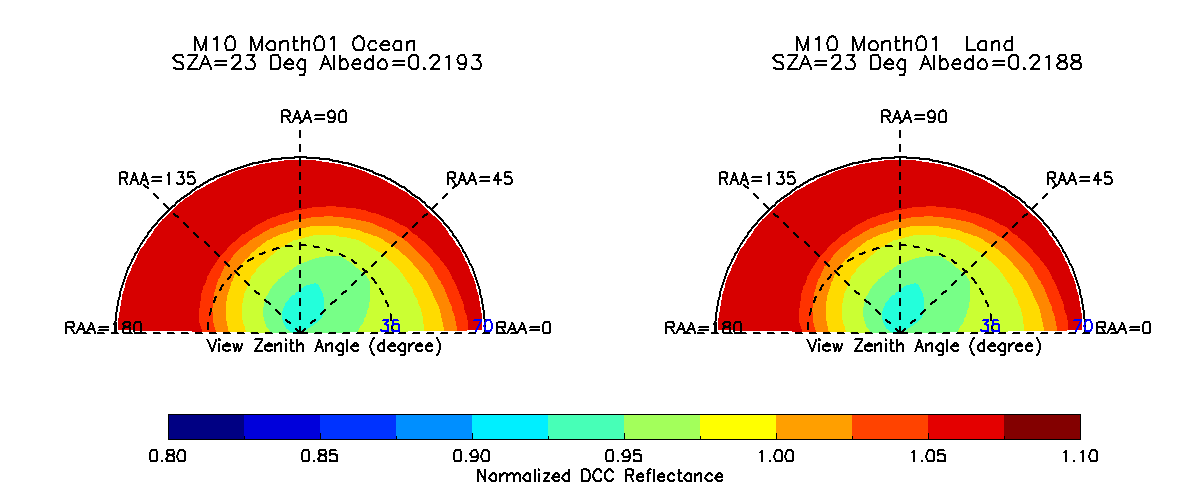 M10 Month01 Ocean
SZA=23 Deg Albedo=0.2193
RAA=90
RAA=135
RAA=45
RAA=180
36
70
RAA=0
View Zenith Angle (degree)
M10 Month01  Land
SZA=23 Deg Albedo=0.2188
RAA=90
RAA=135
RAA=45
RAA=180
36
70
RAA=0
View Zenith Angle (degree)
0.80 0.85 0.90 0.95 1.00 1.05 1.10
Normalized DCC Reflectance